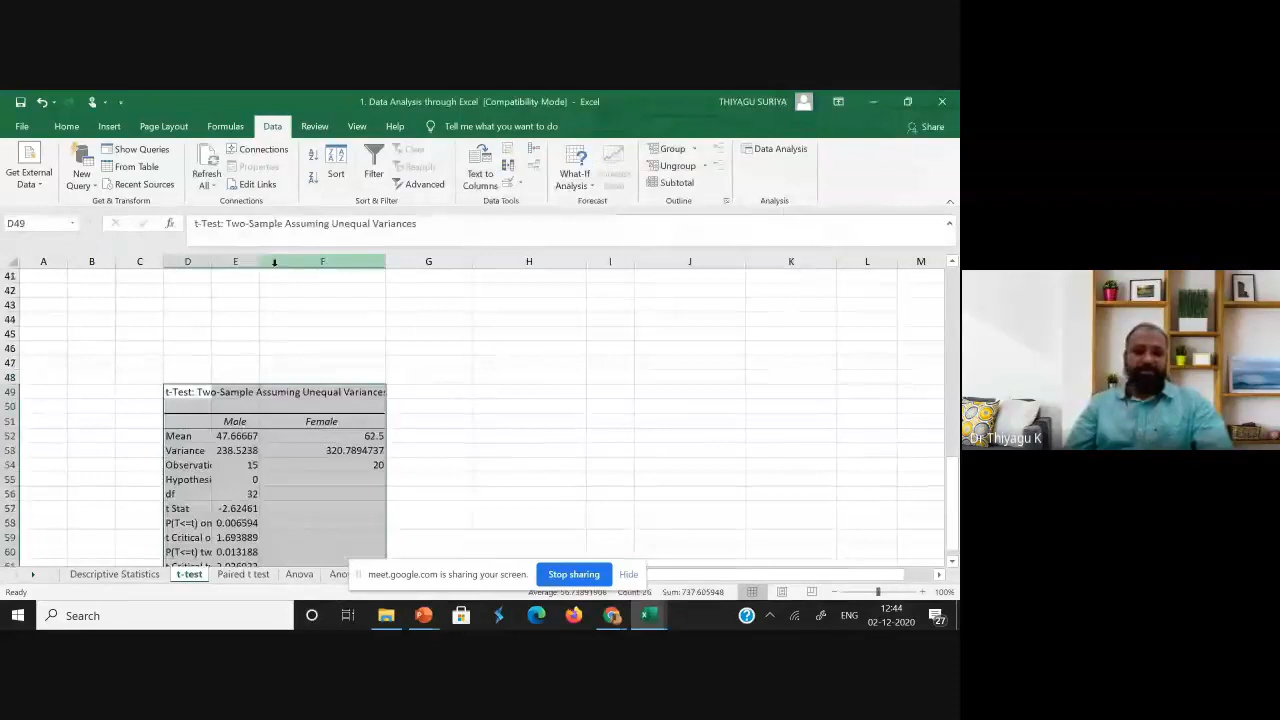 1. Data Analysis through Excel [Compatibility Mode] - Excel
THIYAGU SURIYA
File Home Insert Page Layout Formulas Data Review View Help Tell me what you want to do Share
Get External Data
New Query
Show Queries
From Table
Recent Sources
Get & Transform
Refresh All
Connections
Properties
Edit Links
Connections
Sort
Filter
Clear
Reapply
Advanced
Sort & Filter
Text to Columns
Data Tools
What-If Analysis
Forecast
Group
Ungroup
Subtotal
Outline
Data Analysis
Analysis
D49 fx t-Test: Two-Sample Assuming Unequal Variances
A B C D E F G H I J K L M
41
42
43
44
45
46
47
48
49 t-Test: Two-Sample Assuming Unequal Variances
50
51 Male Female
52 Mean 47.66667 62.5
53 Variance 238.5238 320.7894737
54 Observati 15 20
55 Hypothesi 0
56 df 32
57 t Stat -2.62461
58 P(T<=t) on 0.006594
59 t Critical o 1.693889
60 P(T<=t) tw 0.013188
Descriptive Statistics t-test Paired t test Anova
meet.google.com is sharing your screen. Stop sharing Hide
Ready Sum: 737.605948 100%
Search
ENG
12:44
02-12-2020
27
Dr Thiyagu K